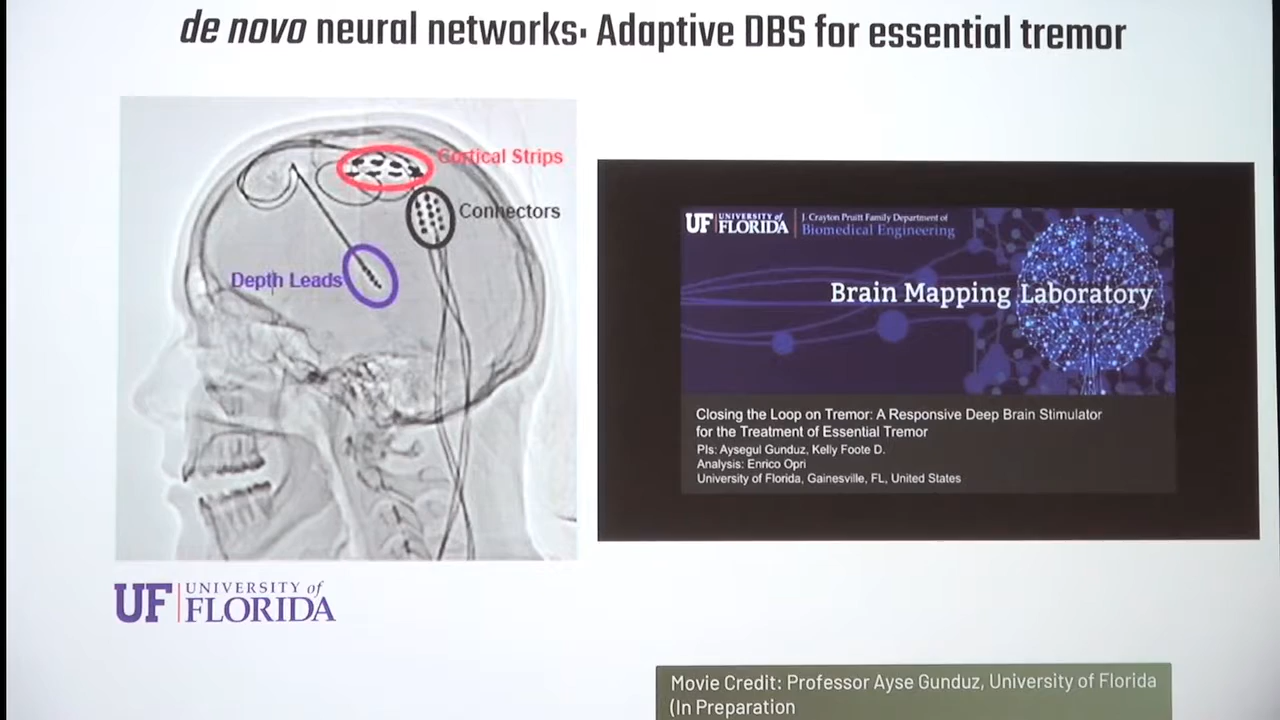 de novo neural networks: Adaptive DBS for essential tremor
Cortical Strips
Connectors
Depth Leads
UF UNIVERSITY of
FLORIDA
UF UNIVERSITY of
FLORIDA
J. Crayton Pruitt Family Department of
Biomedical Engineering
Brain Mapping Laboratory
Closing the Loop on Tremor: A Responsive Deep Brain Stimulator
for the Treatment of Essential Tremor
PIs: Aysegul Gunduz, Kelly Foote D.
Analysis: Enrico Opri
University of Florida, Gainesville, FL, United States
Movie Credit: Professor Ayse Gunduz, University of Florida
(In Preparation